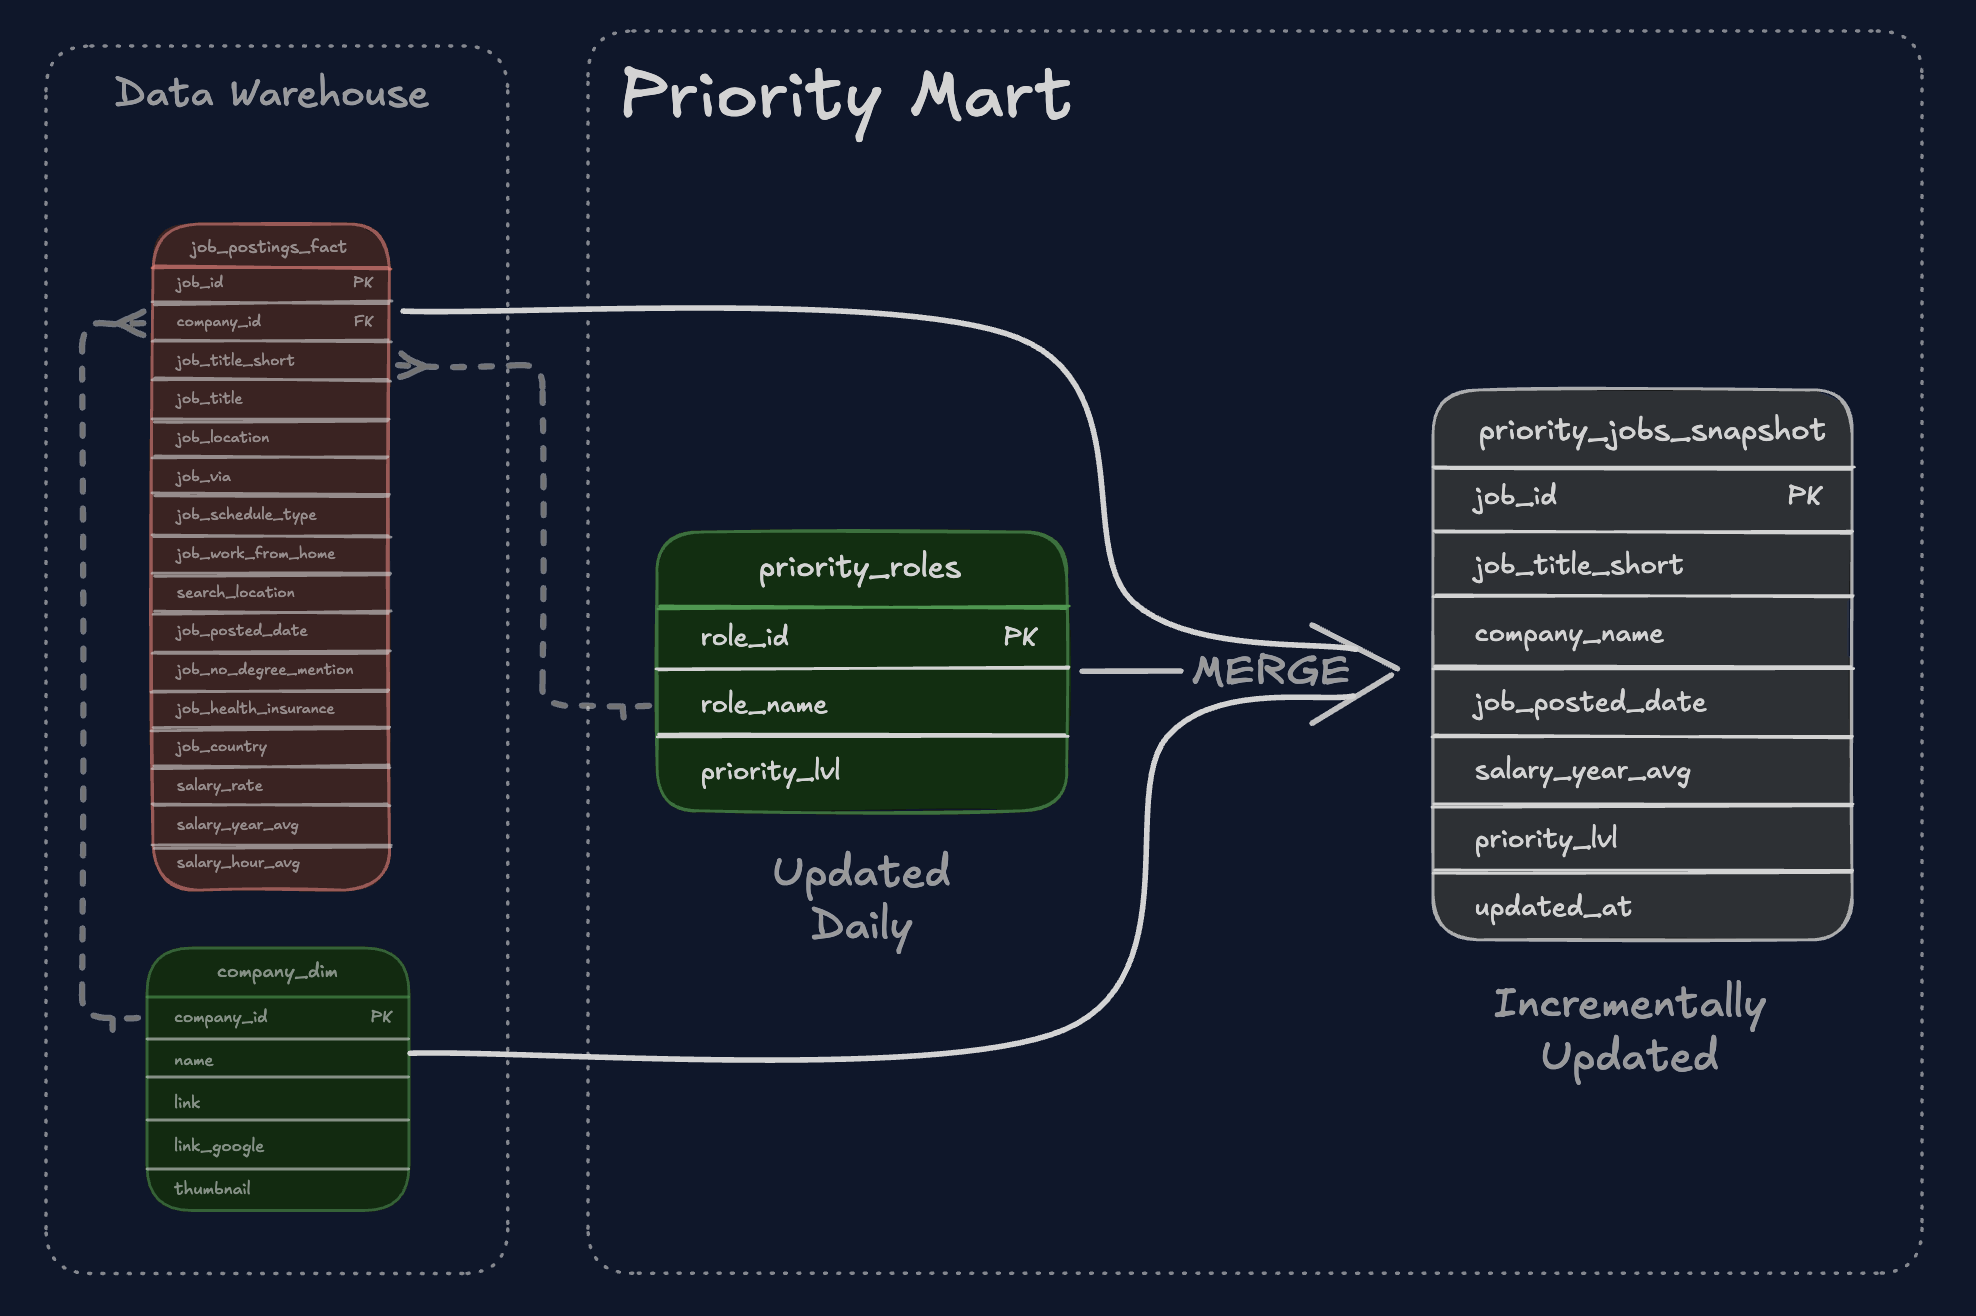 Data Warehouse
job_postings_fact
job_id PK
company_id FK
job_title_short
job_title
job_location
job_via
job_schedule_type
job_work_from_home
search_location
job_posted_date
job_no_degree_mention
job_health_insurance
job_country
salary_rate
salary_year_avg
salary_hour_avg
company_dim
company_id PK
name
link
link_google
thumbnail
Priority Mart
priority_roles
role_id PK
role_name
priority_lvl
Updated
Daily
MERGE
priority_jobs_snapshot
job_id PK
job_title_short
company_name
job_posted_date
salary_year_avg
priority_lvl
updated_at
Incrementally
Updated